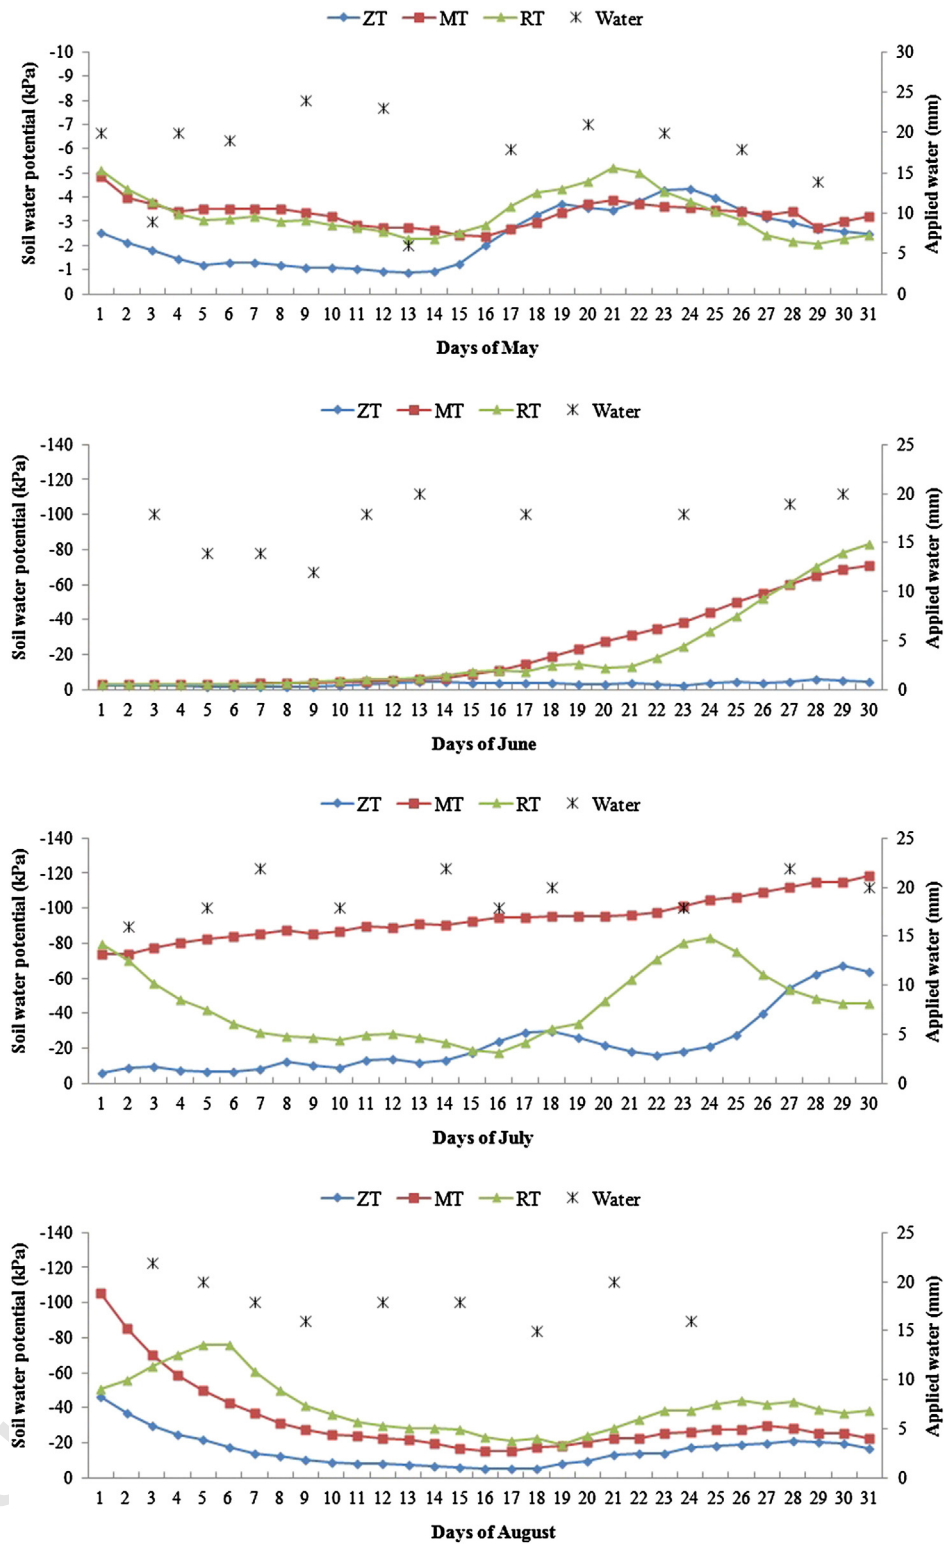 ZT MT RT Water
Soil water potential (kPa)
-10 -9 -8 -7 -6 -5 -4 -3 -2 -1 0
30 25 20 15 10 5 0
Applied water (mm)
1 2 3 4 5 6 7 8 9 10 11 12 13 14 15 16 17 18 19 20 21 22 23 24 25 26 27 28 29 30 31
Days of May
ZT MT RT Water
Soil water potential (kPa)
-140 -120 -100 -80 -60 -40 -20 0
25 20 15 10 5 0
Applied water (mm)
1 2 3 4 5 6 7 8 9 10 11 12 13 14 15 16 17 18 19 20 21 22 23 24 25 26 27 28 29 30
Days of June
ZT MT RT Water
Soil water potential (kPa)
-140 -120 -100 -80 -60 -40 -20 0
25 20 15 10 5 0
Applied water (mm)
1 2 3 4 5 6 7 8 9 10 11 12 13 14 15 16 17 18 19 20 21 22 23 24 25 26 27 28 29 30
Days of July
ZT MT RT Water
Soil water potential (kPa)
-140 -120 -100 -80 -60 -40 -20 0
25 20 15 10 5 0
Applied water (mm)
1 2 3 4 5 6 7 8 9 10 11 12 13 14 15 16 17 18 19 20 21 22 23 24 25 26 27 28 29 30 31
Days of August